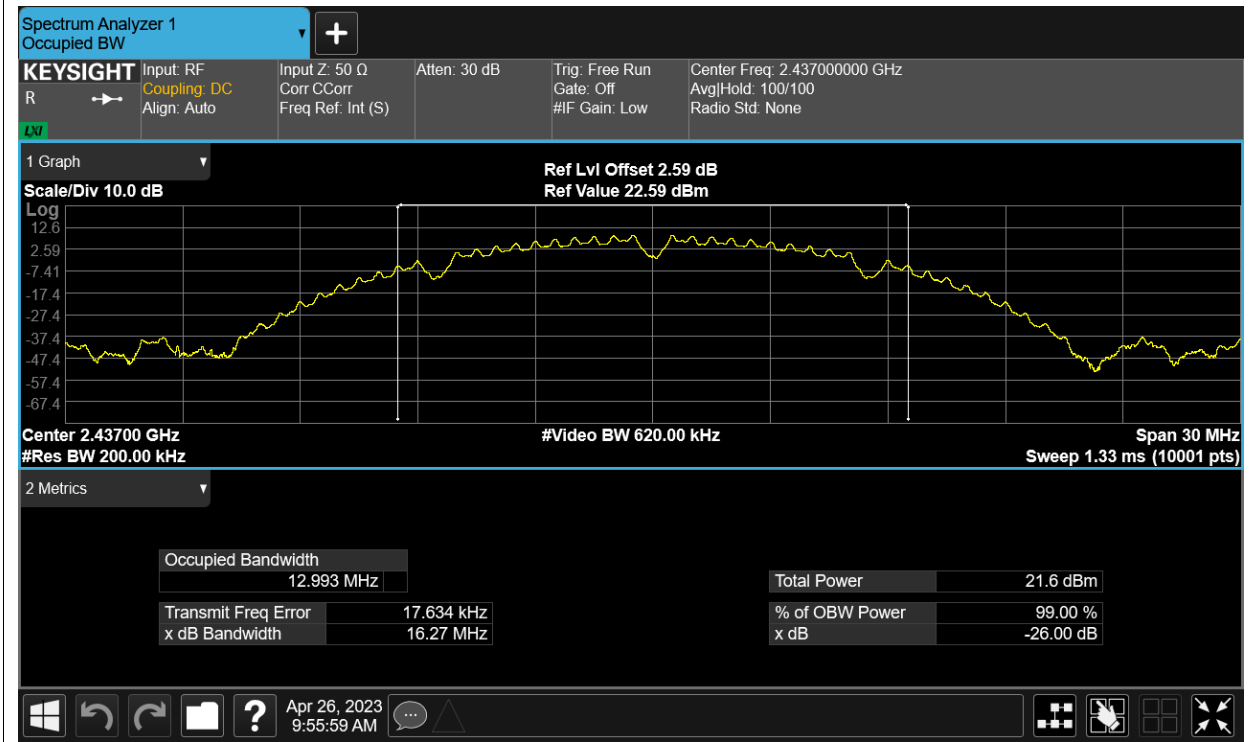 Spectrum Analyzer 1
Occupied BW
KEYSIGHT
R
LXI
Input: RF
Coupling: DC
Align: Auto
Input Z: 50 Ω
Corr CCorr
Freq Ref: Int (S)
Atten: 30 dB
Trig: Free Run
Gate: Off
#IF Gain: Low
Center Freq: 2.437000000 GHz
Avg|Hold: 100/100
Radio Std: None
1 Graph
Scale/Div 10.0 dB
Ref Lvl Offset 2.59 dB
Ref Value 22.59 dBm
Log
12.6
2.59
-7.41
-17.4
-27.4
-37.4
-47.4
-57.4
-67.4
Center 2.43700 GHz
#Video BW 620.00 kHz
Span 30 MHz
#Res BW 200.00 kHz
Sweep 1.33 ms (10001 pts)
2 Metrics
Occupied Bandwidth
12.993 MHz
Total Power 21.6 dBm
Transmit Freq Error 17.634 kHz
% of OBW Power 99.00 %
x dB Bandwidth 16.27 MHz
x dB -26.00 dB
?
Apr 26, 2023
9:55:59 AM